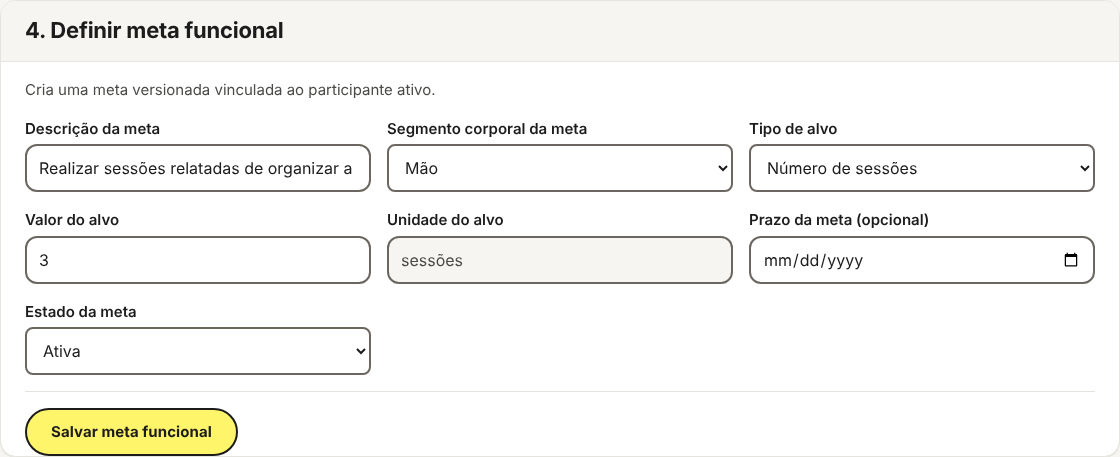 4. Definir meta funcional
Cria uma meta versionada vinculada ao participante ativo.
Descrição da meta
Segmento corporal da meta
Tipo de alvo
Realizar sessões relatadas de organizar a
Mão
Número de sessões
Valor do alvo
Unidade do alvo
Prazo da meta (opcional)
3
sessões
mm/dd/yyyy
Estado da meta
Ativa
Salvar meta funcional